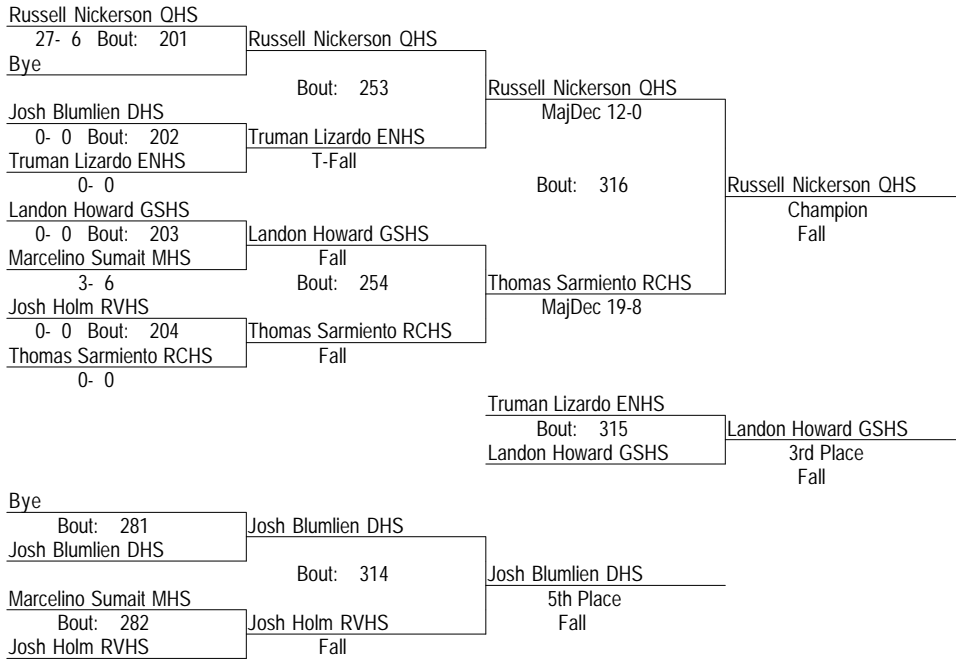 Russell Nickerson QHS
27- 6 Bout: 201
Bye
Russell Nickerson QHS
Bout: 253
Josh Blumlien DHS
0- 0 Bout: 202
Truman Lizardo ENHS
0- 0
Truman Lizardo ENHS
T-Fall
Russell Nickerson QHS
MajDec 12-0
Bout: 316
Landon Howard GSHS
0- 0 Bout: 203
Marcelino Sumait MHS
3- 6
Landon Howard GSHS
Fall
Bout: 254
Josh Holm RVHS
0- 0 Bout: 204
Thomas Sarmiento RCHS
0- 0
Thomas Sarmiento RCHS
Fall
Thomas Sarmiento RCHS
MajDec 19-8
Russell Nickerson QHS
Champion
Fall
Truman Lizardo ENHS
Bout: 315
Landon Howard GSHS
Landon Howard GSHS
3rd Place
Fall
Bye
Bout: 281
Josh Blumlien DHS
Josh Blumlien DHS
Bout: 314
Marcelino Sumait MHS
Bout: 282
Josh Holm RVHS
Josh Holm RVHS
Fall
Josh Blumlien DHS
5th Place
Fall